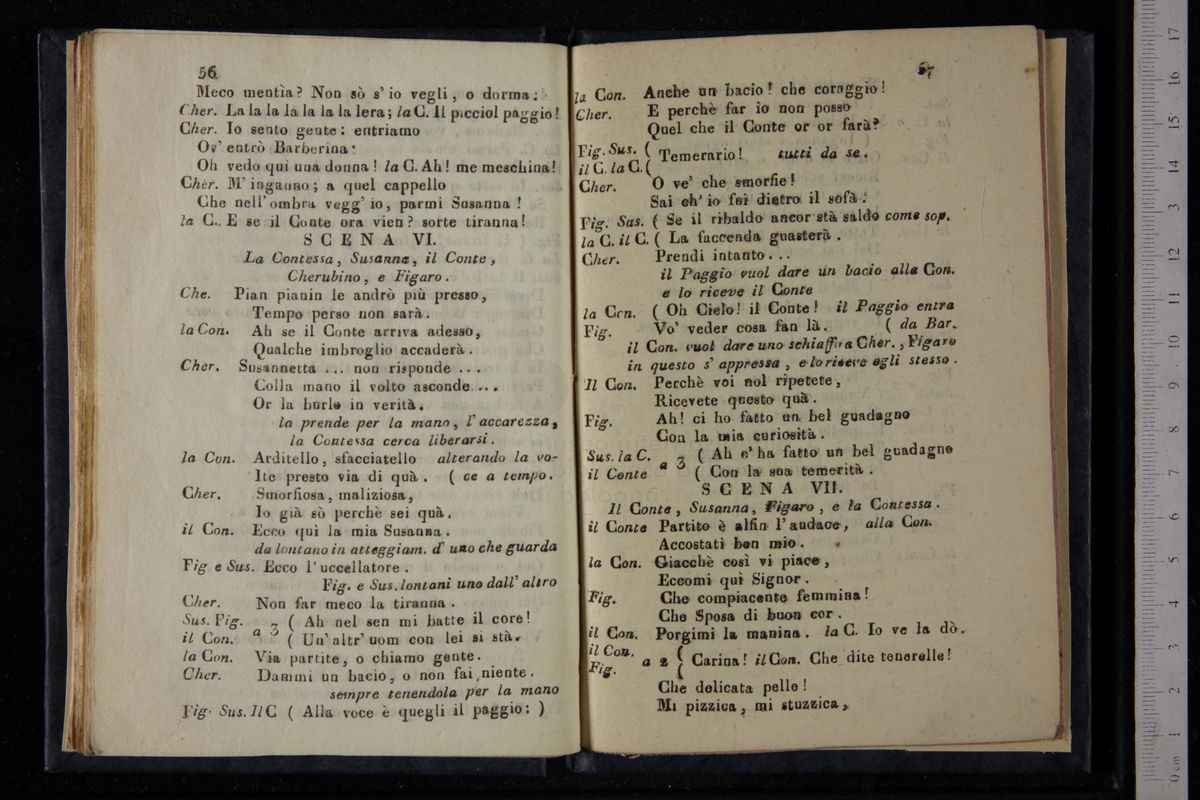 56
Meco mentìa? Non sò s'io vegli, o dorma:
Cher. La la la la la la la lera; la C. Il picciol paggio!
Cher. Io sento gente: entriamo
Ov' entrò Barberina:
Oh vedo qui una donna! la C. Ah! me meschina!
Cher. M' inganno; a quel cappello
Che nell'ombra vegg' io, parmi Susanna!
la C.. E se il Conte ora vien? sorte tiranna!
SCENA VI.
La Contessa, Susanna, il Conte,
Cherubino, e Figaro.
Che. Pian pianin le andrò più presso,
Tempo perso non sarà.
la Con. Ah se il Conte arriva adesso,
Qualche imbroglio accaderà.
Cher. Susannetta ... non risponde ...
Colla mano il volto asconde...
Or la burlo in verità.
la prende per la mano, l' accarezza,
la Contessa cerca liberarsi.
la Con. Arditello, sfacciatello alterando la vo-
Ite presto via di quà. ( ce a tempo.
Cher. Smorfiosa, maliziosa,
Io già sò perchè sei quà.
il Con. Ecco quì la mia Susanna.
da lontano in atteggiam. d' uno che guarda
Fig e Sus. Ecco l'uccellatore.
Fig. e Sus. lontani uno dall' altro
Cher. Non far meco la tiranna.
Sus. Fig. ( Ah nel sen mi batte il core!
il Con. a 3 ( Un' altr' uom con lei si stà.
la Con. Via partite, o chiamo gente.
Cher. Dammi un bacio, o non fai niente.
sempre tenendola per la mano
Fig. Sus. Il C ( Alla voce è quegli il paggio: )
57
la Con. Anche un bacio! che coraggio!
Cher. E perchè far io non posso
Quel che il Conte or or farà?
Fig. Sus. ( Temerario! tutti da se.
il C. la C. (
Cher. O ve' che smorfie!
Sai ch' io fui dietro il sofà:
Fig. Sus. ( Se il ribaldo ancor stà saldo come sop.
la C. il C. ( La faccenda guasterà.
Cher. Prendi intanto...
il Paggio vuol dare un bacio alla Con.
e lo riceve il Conte
la Con. ( Oh Cielo! il Conte! il Paggio entra
Fig. Vo' veder cosa fan là. ( da Bar.
il Con. vuol dare uno schiaffo a Cher., Figaro
in questo s' appressa, e lo riceve egli stesso.
Il Con. Perchè voi nol ripetete,
Ricevete questo quà.
Fig. Ah! ci ho fatto un bel guadagno
Con la mia curiosità.
Sus. la C. ( Ah c' ha fatto un bel guadagno
il Conte a 3 ( Con la sua temerità.
SCENA VII.
Il Conte, Susanna, Figaro, e la Contessa.
il Conte Partito è alfin l'audace, alla Con.
Accostati ben mio.
la Con. Giacchè così vi piace,
Eccomi quì Signor.
Fig. Che compiacente femmina!
Che Sposa di buon cor.
il Con. Porgimi la manina. la C. Io ve la dò.
il Con. Fig. a 2 ( Carina! il Con. Che dite tenerelle!
Che delicata pelle!
Mi pizzica, mi stuzzica,